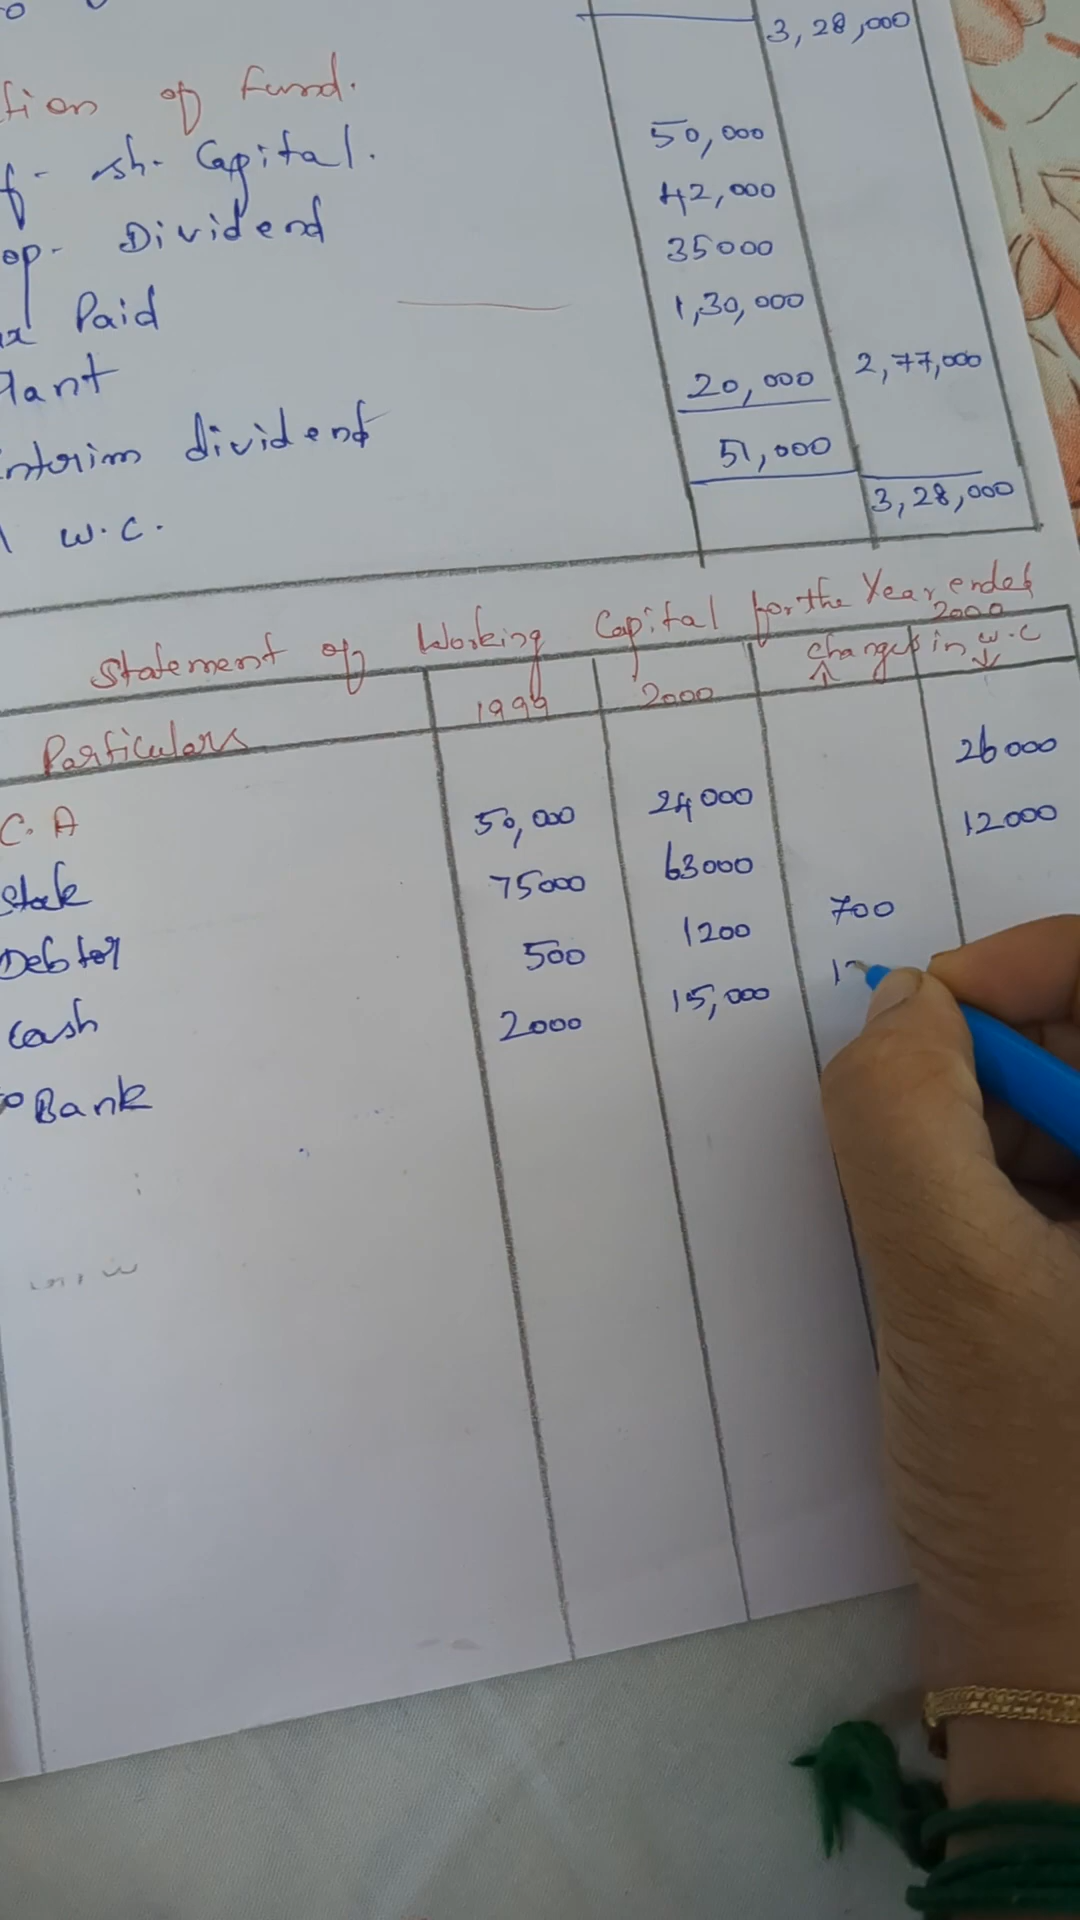 3,28,000
tion of Fund.
f- sh- Capital. 50,000
op- Dividend 42,000
x Paid 35000
Plant 1,30,000
interim dividend 20,000 2,77,000
W.C. 51,000
3,28,000
Statement of Working Capital for the Year ended 2000
Particulars 1999 2000 changes in W.C
↑ ↓
C.A
Stock 50,000 24000 26000
Debtor 75000 63000 12000
Cash 500 1200 700
Bank 2000 15,000